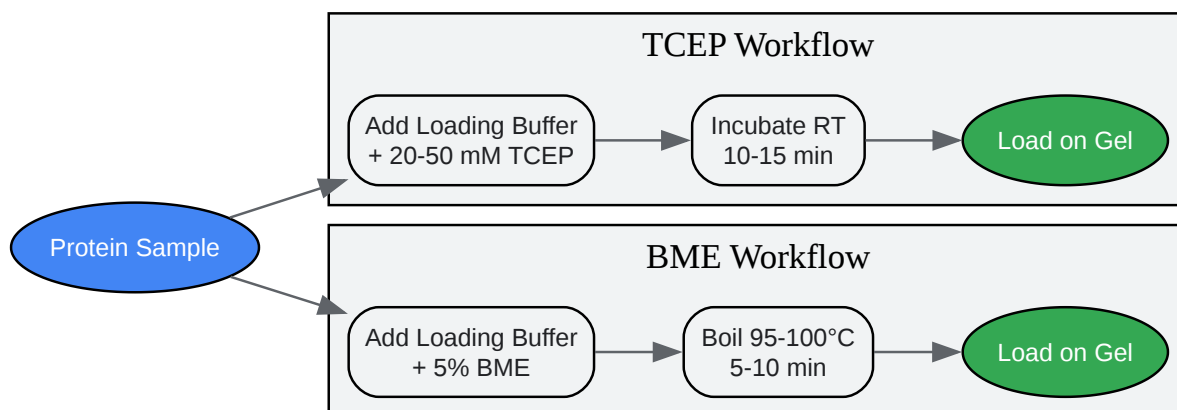 Protein Sample
TCEP Workflow
Add Loading Buffer
+ 20-50 mM TCEP
Incubate RT
10-15 min
Load on Gel
BME Workflow
Add Loading Buffer
+ 5% BME
Boil 95-100°C
5-10 min
Load on Gel